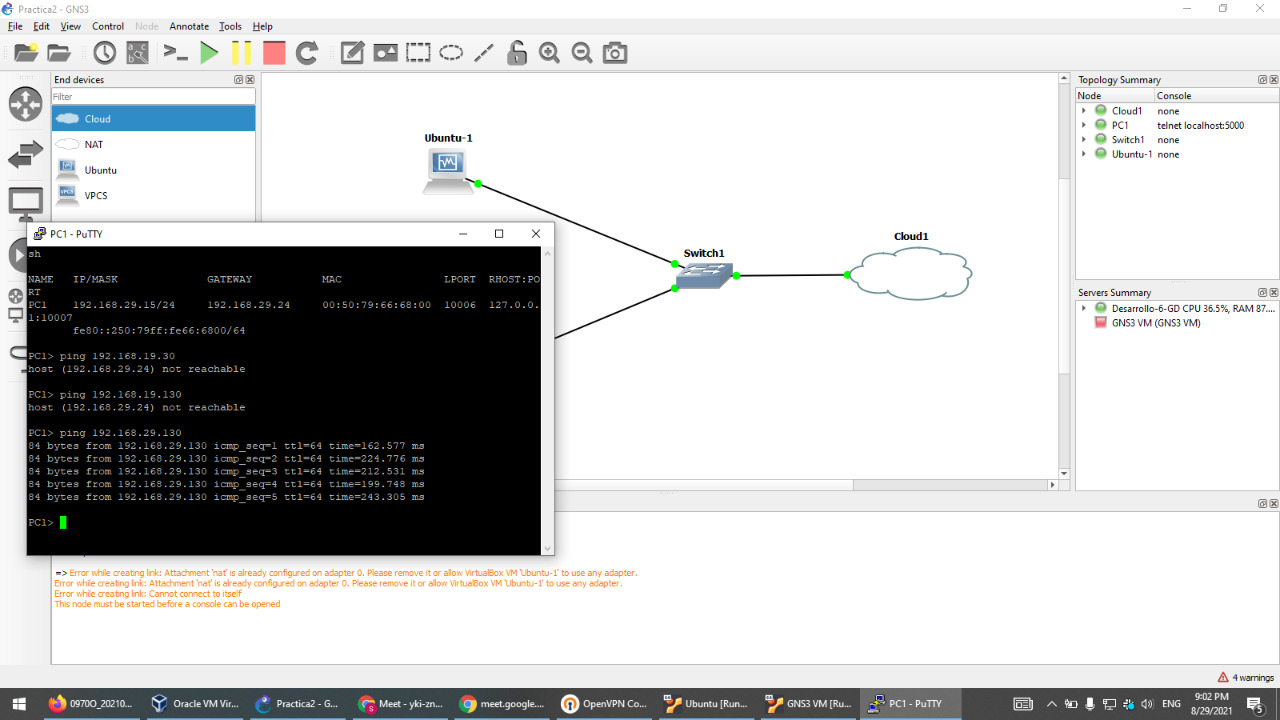 Practica2 - GNS3
File Edit View Control Node Annotate Tools Help
End devices
Filter
Cloud
NAT
Ubuntu
VPCS
VPCS
Ubuntu-1
Switch1
Cloud1
Topology Summary
Node Console
Cloud1 none
PC1 telnet localhost:5000
Switch1 none
Ubuntu-1 none
Servers Summary
Desarrollo-6-GD CPU 36.5%, RAM 87....
GNS3 VM (GNS3 VM)
PC1 - PuTTY
sh
NAME IP/MASK GATEWAY MAC LPORT RHOST:PO
RT
PC1 192.168.29.15/24 192.168.29.24 00:50:79:66:68:00 10006 127.0.0.
1:10007
fe80::250:79ff:fe66:6800/64
PC1> ping 192.168.19.30
host (192.168.29.24) not reachable
PC1> ping 192.168.19.130
host (192.168.29.24) not reachable
PC1> ping 192.168.29.130
84 bytes from 192.168.29.130 icmp_seq=1 ttl=64 time=162.577 ms
84 bytes from 192.168.29.130 icmp_seq=2 ttl=64 time=224.776 ms
84 bytes from 192.168.29.130 icmp_seq=3 ttl=64 time=212.531 ms
84 bytes from 192.168.29.130 icmp_seq=4 ttl=64 time=199.748 ms
84 bytes from 192.168.29.130 icmp_seq=5 ttl=64 time=243.305 ms
PC1>
=> Error while creating link: Attachment 'nat' is already configured on adapter 0. Please remove it or allow VirtualBox VM 'Ubuntu-1' to use any adapter.
Error while creating link: Attachment 'nat' is already configured on adapter 0. Please remove it or allow VirtualBox VM 'Ubuntu-1' to use any adapter.
Error while creating link: Cannot connect to itself
This node must be started before a console can be opened
4 warnings
0970O_20210...
Oracle VM Vir...
Practica2 - G...
Meet - yki-zn...
meet.google....
OpenVPN Co...
Ubuntu [Run...
GNS3 VM [Ru...
PC1 - PuTTY
ENG
9:02 PM
8/29/2021
5